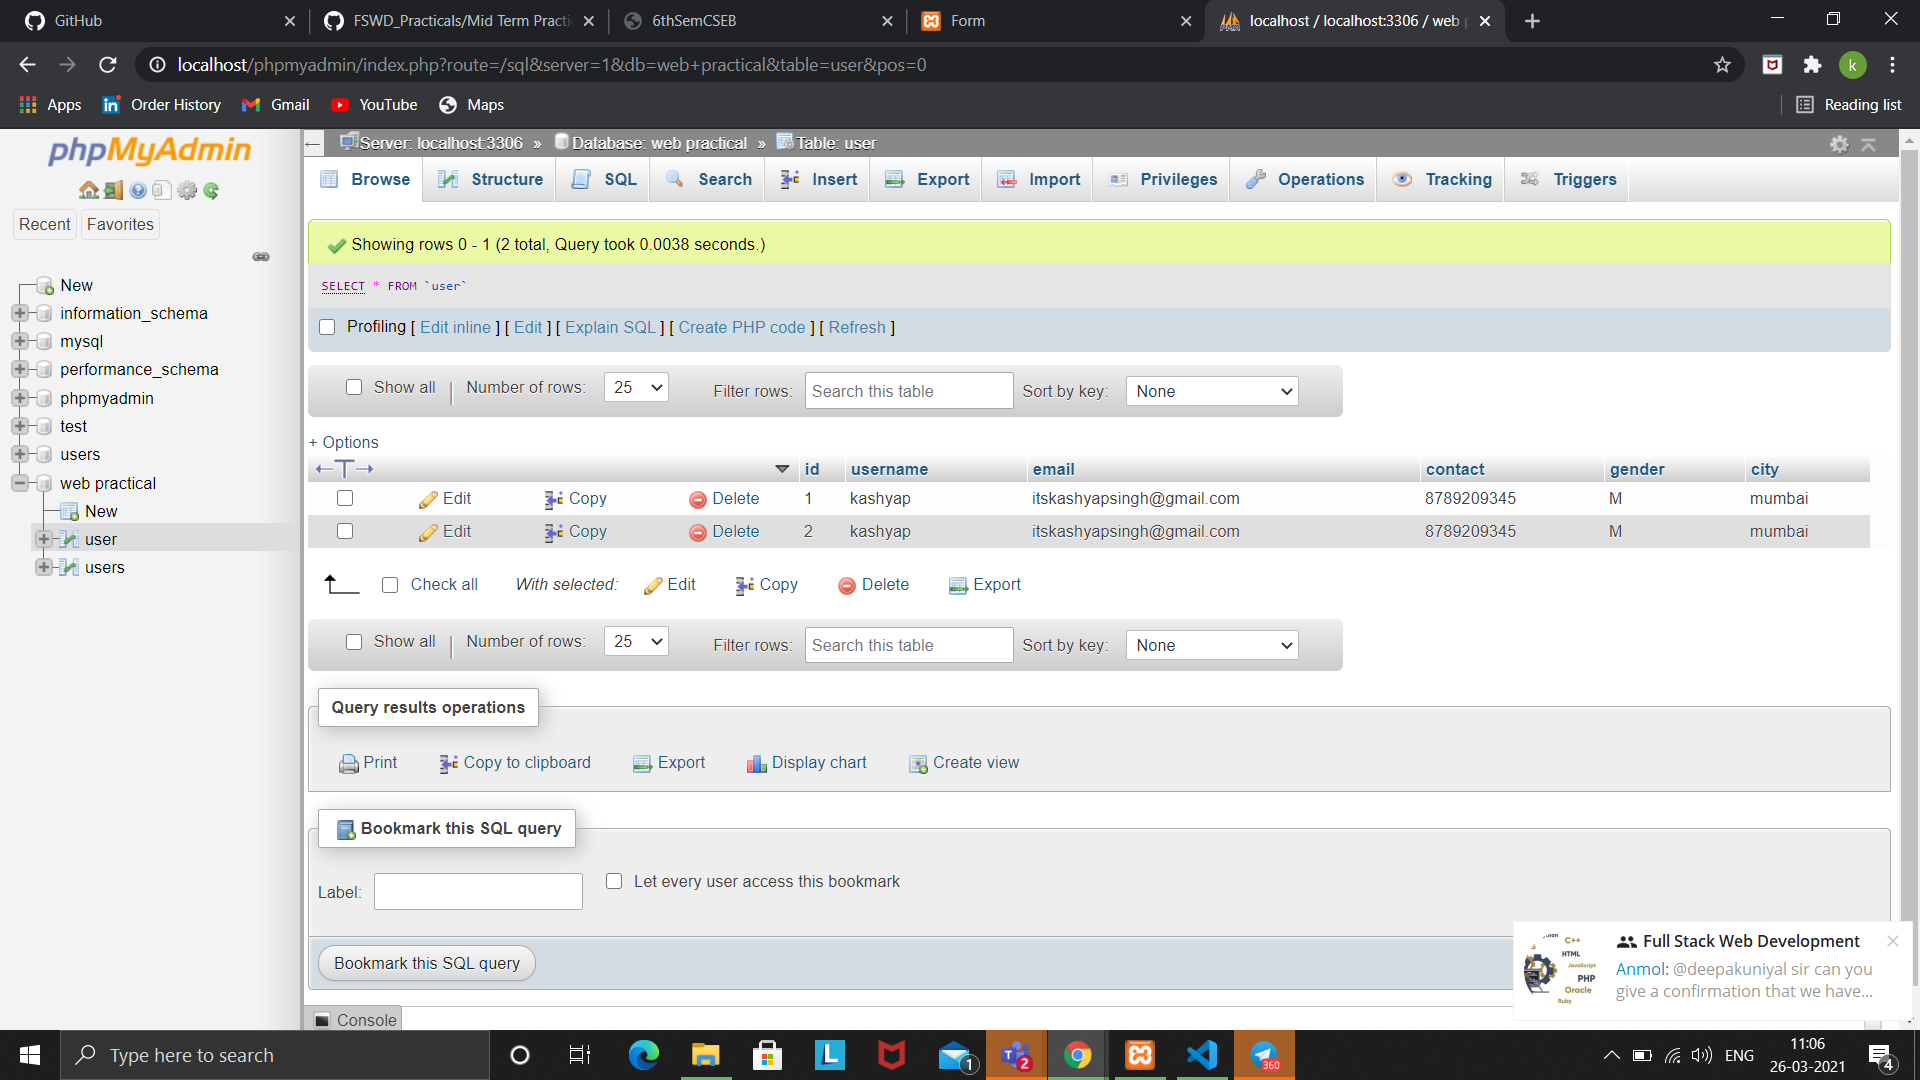 GitHub
FSWD_Practicals/Mid Term Practi
6thSemCSEB
Form
localhost / localhost:3306 / web p
localhost/phpmyadmin/index.php?route=/sql&server=1&db=web+practical&table=user&pos=0
k
Apps
Order History
Gmail
YouTube
Maps
Reading list
phpMyAdmin
Recent
Favorites
New
information_schema
mysql
performance_schema
phpmyadmin
test
users
web practical
New
user
users
Server: localhost:3306 » Database: web practical » Table: user
Browse
Structure
SQL
Search
Insert
Export
Import
Privileges
Operations
Tracking
Triggers
Showing rows 0 - 1 (2 total, Query took 0.0038 seconds.)
SELECT * FROM `user`
Profiling [ Edit inline ] [ Edit ] [ Explain SQL ] [ Create PHP code ] [ Refresh ]
Show all | Number of rows: 25 Filter rows: Search this table Sort by key: None
+ Options
id username email contact gender city
Edit Copy Delete 1 kashyap itskashyapsingh@gmail.com 8789209345 M mumbai
Edit Copy Delete 2 kashyap itskashyapsingh@gmail.com 8789209345 M mumbai
Check all With selected: Edit Copy Delete Export
Show all | Number of rows: 25 Filter rows: Search this table Sort by key: None
Query results operations
Print Copy to clipboard Export Display chart Create view
Bookmark this SQL query
Label: Let every user access this bookmark
Bookmark this SQL query
Console
C++
HTML
JavaScript
PHP
Oracle
Ruby
Full Stack Web Development
Anmol: @deepakuniyal sir can you
give a confirmation that we have...
Type here to search
L
1
2
360
ENG
11:06
26-03-2021
4